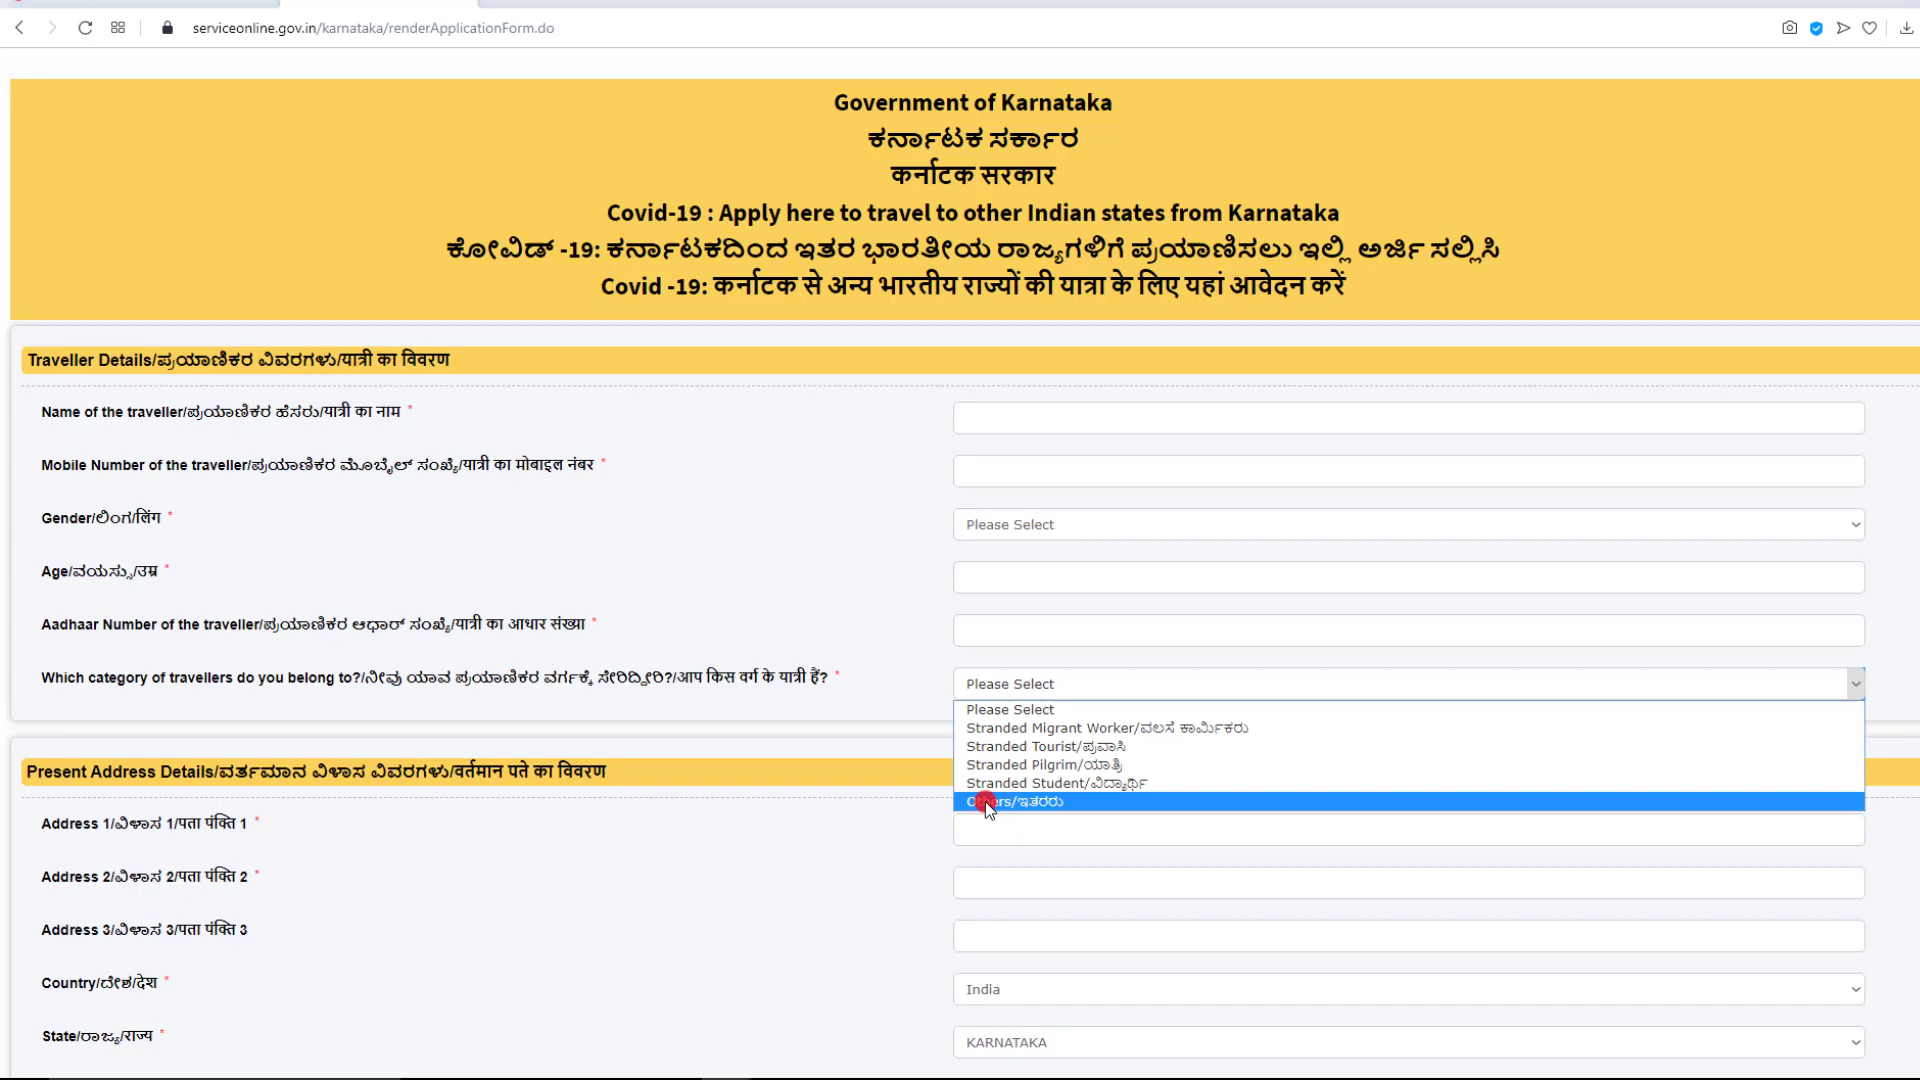 serviceonline.gov.in/karnataka/renderApplicationForm.do
Government of Karnataka
ಕರ್ನಾಟಕ ಸರ್ಕಾರ
कर्नाटक सरकार
Covid-19 : Apply here to travel to other Indian states from Karnataka
ಕೋವಿಡ್ -19: ಕರ್ನಾಟಕದಿಂದ ಇತರ ಭಾರತೀಯ ರಾಜ್ಯಗಳಿಗೆ ಪ್ರಯಾಣಿಸಲು ಇಲ್ಲಿ ಅರ್ಜಿ ಸಲ್ಲಿಸಿ
Covid -19: कर्नाटक से अन्य भारतीय राज्यों की यात्रा के लिए यहां आवेदन करें
Traveller Details/ಪ್ರಯಾಣಿಕರ ವಿವರಗಳು/यात्री का विवरण
Name of the traveller/ಪ್ರಯಾಣಿಕರ ಹೆಸರು/यात्री का नाम *
Mobile Number of the traveller/ಪ್ರಯಾಣಿಕರ ಮೊಬೈಲ್ ಸಂಖ್ಯೆ/यात्री का मोबाइल नंबर *
Gender/ಲಿಂಗ/लिंग * Please Select
Age/ವಯಸ್ಸು/उम्र *
Aadhaar Number of the traveller/ಪ್ರಯಾಣಿಕರ ಆಧಾರ್ ಸಂಖ್ಯೆ/यात्री का आधार संख्या *
Which category of travellers do you belong to?/ನೀವು ಯಾವ ಪ್ರಯಾಣಿಕರ ವರ್ಗಕ್ಕೆ ಸೇರಿದ್ದೀರಿ?/आप किस वर्ग के यात्री हैं? * Please Select
Please Select
Stranded Migrant Worker/ವಲಸೆ ಕಾರ್ಮಿಕರು
Stranded Tourist/ಪ್ರವಾಸಿ
Stranded Pilgrim/ಯಾತ್ರಿ
Stranded Student/ವಿದ್ಯಾರ್ಥಿ
Others/ಇತರರು
Present Address Details/ವರ್ತಮಾನ ವಿಳಾಸ ವಿವರಗಳು/वर्तमान पते का विवरण
Address 1/ವಿಳಾಸ 1/पता पंक्ति 1 *
Address 2/ವಿಳಾಸ 2/पता पंक्ति 2 *
Address 3/ವಿಳಾಸ 3/पता पंक्ति 3
Country/ದೇಶ/देश * India
State/ರಾಜ್ಯ/राज्य * KARNATAKA